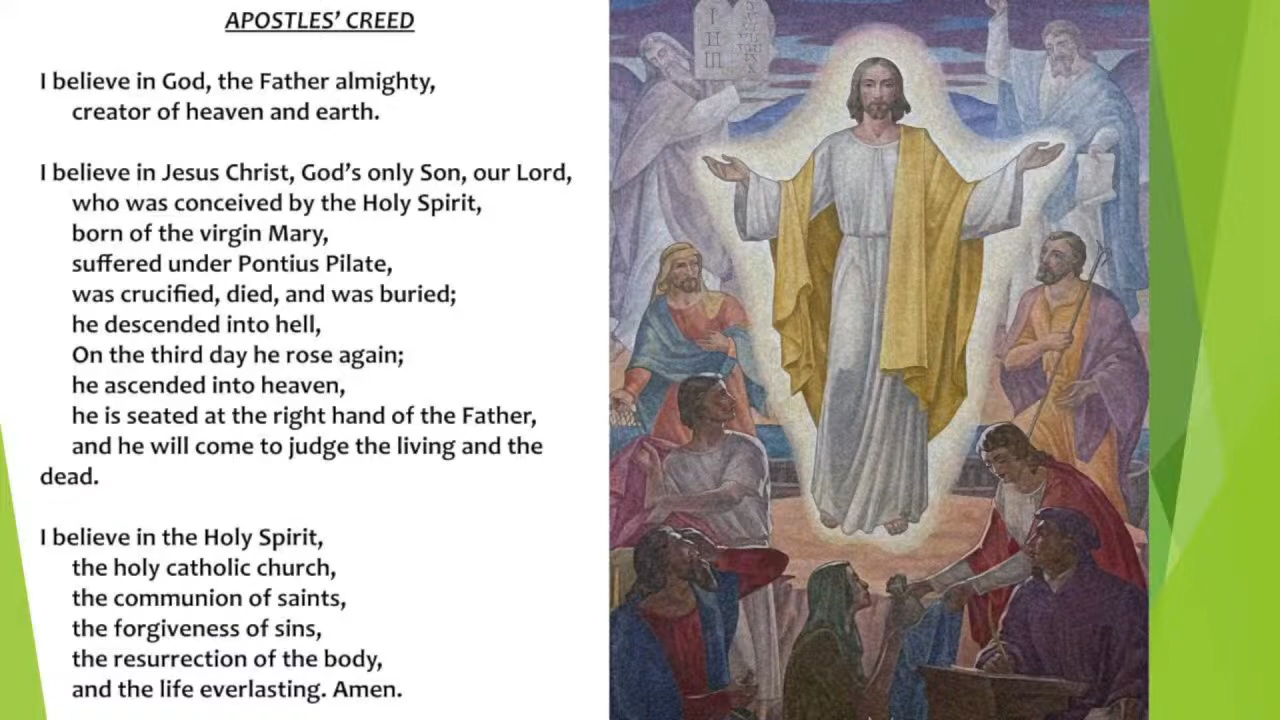 APOSTLES’ CREED
I believe in God, the Father almighty,
creator of heaven and earth.
I believe in Jesus Christ, God’s only Son, our Lord,
who was conceived by the Holy Spirit,
born of the virgin Mary,
suffered under Pontius Pilate,
was crucified, died, and was buried;
he descended into hell,
On the third day he rose again;
he ascended into heaven,
he is seated at the right hand of the Father,
and he will come to judge the living and the
dead.
I believe in the Holy Spirit,
the holy catholic church,
the communion of saints,
the forgiveness of sins,
the resurrection of the body,
and the life everlasting. Amen.
I
II
III